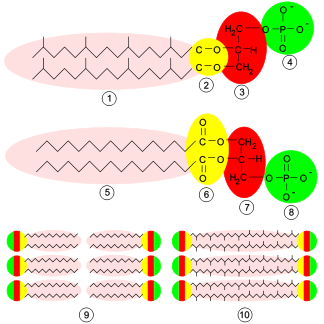 O⁻
H₂C O P O⁻
C O C H O
C O CH₂
1 2 3 4
O
C O CH₂
C O C H O
O H₂C O P O⁻
O⁻
5 6 7 8
9 10